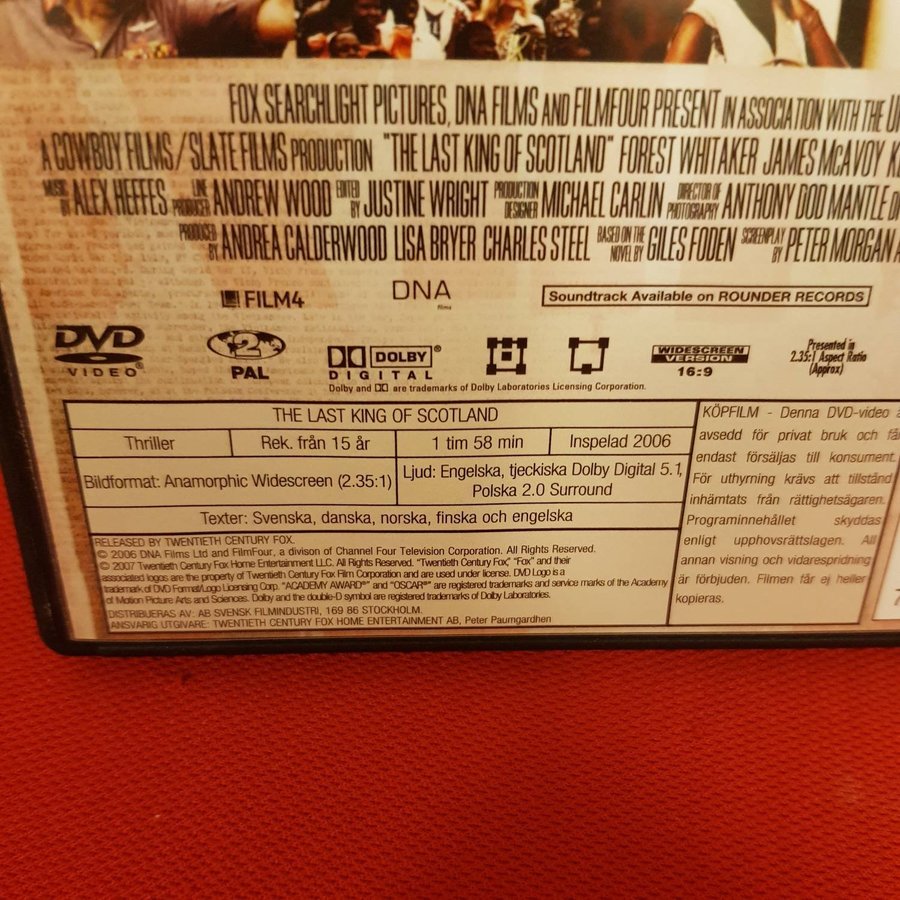 FOX SEARCHLIGHT PICTURES, DNA FILMS AND FILMFOUR PRESENT IN ASSOCIATION WITH THE
A COWBOY FILMS / SLATE FILMS PRODUCTION "THE LAST KING OF SCOTLAND" FOREST WHITAKER JAMES McAVOY
MUSIC BY ALEX HEFFES LINE PRODUCER ANDREW WOOD EDITED BY JUSTINE WRIGHT PRODUCTION DESIGNER MICHAEL CARLIN DIRECTOR OF PHOTOGRAPHY ANTHONY DOD MANTLE
PRODUCED BY ANDREA CALDERWOOD LISA BRYER CHARLES STEEL BASED ON THE NOVEL BY GILES FODEN SCREENPLAY BY PETER MORGAN
FILM4
DNA
films
Soundtrack Available on ROUNDER RECORDS
DVD
VIDEO
2
PAL
DOLBY
DIGITAL
Dolby and DD are trademarks of Dolby Laboratories Licensing Corporation.
WIDESCREEN
VERSION
16:9
Presented in
2.35:1 Aspect Ratio
(Approx)
THE LAST KING OF SCOTLAND
Thriller
Rek. från 15 år
1 tim 58 min
Inspelad 2006
Bildformat: Anamorphic Widescreen (2.35:1)
Ljud: Engelska, tjeckiska Dolby Digital 5.1,
Polska 2.0 Surround
Texter: Svenska, danska, norska, finska och engelska
RELEASED BY TWENTIETH CENTURY FOX.
© 2006 DNA Films Ltd and FilmFour, a divison of Channel Four Television Corporation. All Rights Reserved.
© 2007 Twentieth Century Fox Home Entertainment LLC. All Rights Reserved. "Twentieth Century Fox," "Fox" and their
associated logos are the property of Twentieth Century Fox Film Corporation and are used under license. DVD Logo is a
trademark of DVD Format/Logo Licensing Corp. "ACADEMY AWARD®" and "OSCAR®" are registered trademarks and service marks of the Academy
of Motion Picture Arts and Sciences. Dolby and the double-D symbol are registered trademarks of Dolby Laboratories.
DISTRIBUERAS AV: AB SVENSK FILMINDUSTRI, 169 86 STOCKHOLM.
ANSVARIG UTGIVARE: TWENTIETH CENTURY FOX HOME ENTERTAINMENT AB, Peter Paumgardhen
KÖPFILM - Denna DVD-video
avsedd för privat bruk och
endast försäljas till konsument.
För uthyrning krävs att tillstånd
inhämtats från rättighetsägaren.
Programinnehållet skyddas
enligt upphovsrättslagen. All
annan visning och vidarespridning
är förbjuden. Filmen får ej heller
kopieras.